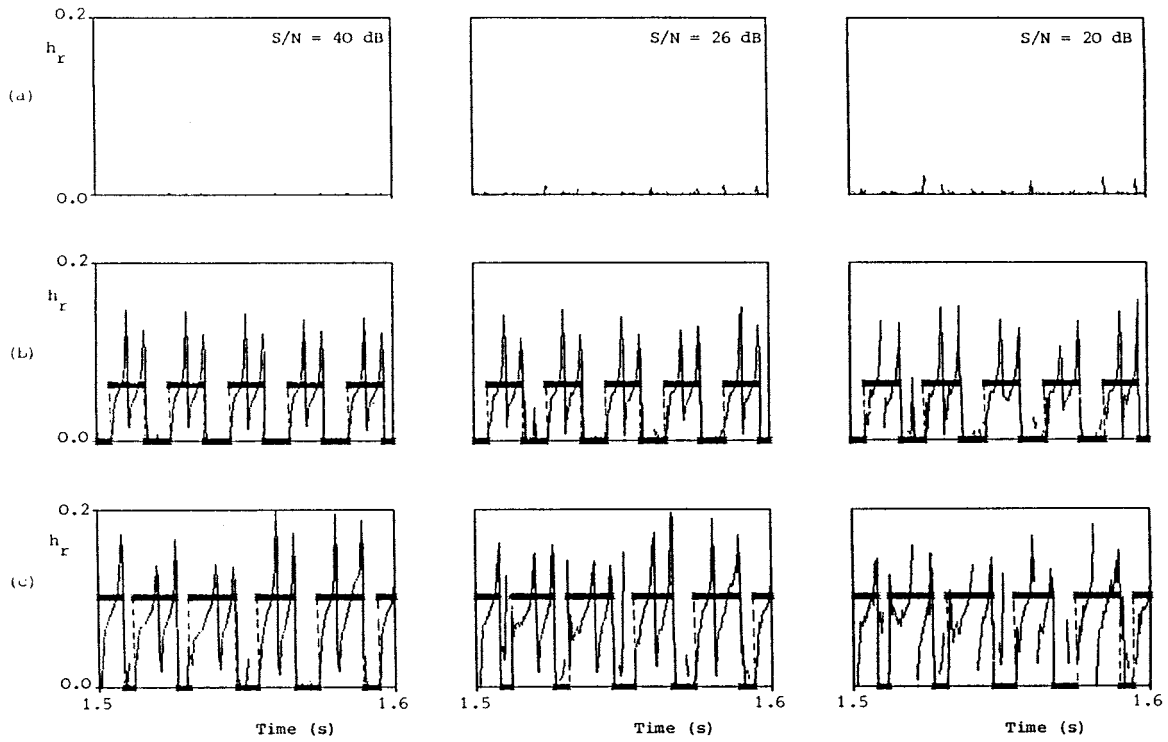 0.2
h_r
(a)
0.0
S/N = 40 dB
S/N = 26 dB
S/N = 20 dB
0.2
h_r
(b)
0.0
0.2
h_r
(c)
0.0
1.5
1.6
Time (s)
1.5
1.6
Time (s)
1.5
1.6
Time (s)